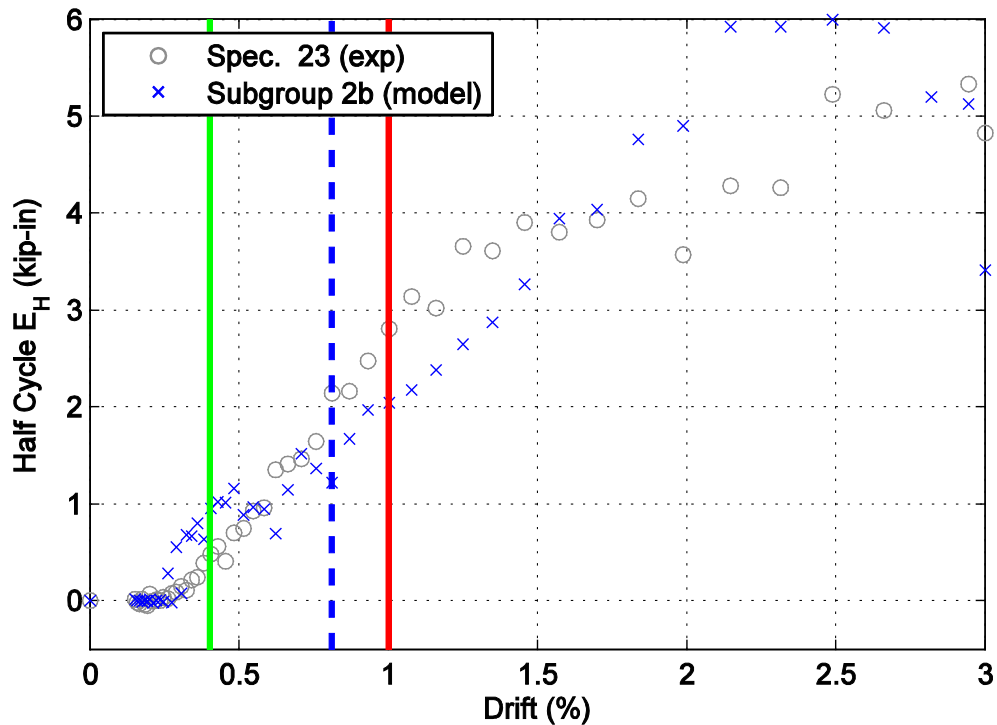 6
Spec. 23 (exp)
Subgroup 2b (model)
5
4
3
2
1
0
Half Cycle E_H (kip-in)
0 0.5 1 1.5 2 2.5 3
Drift (%)